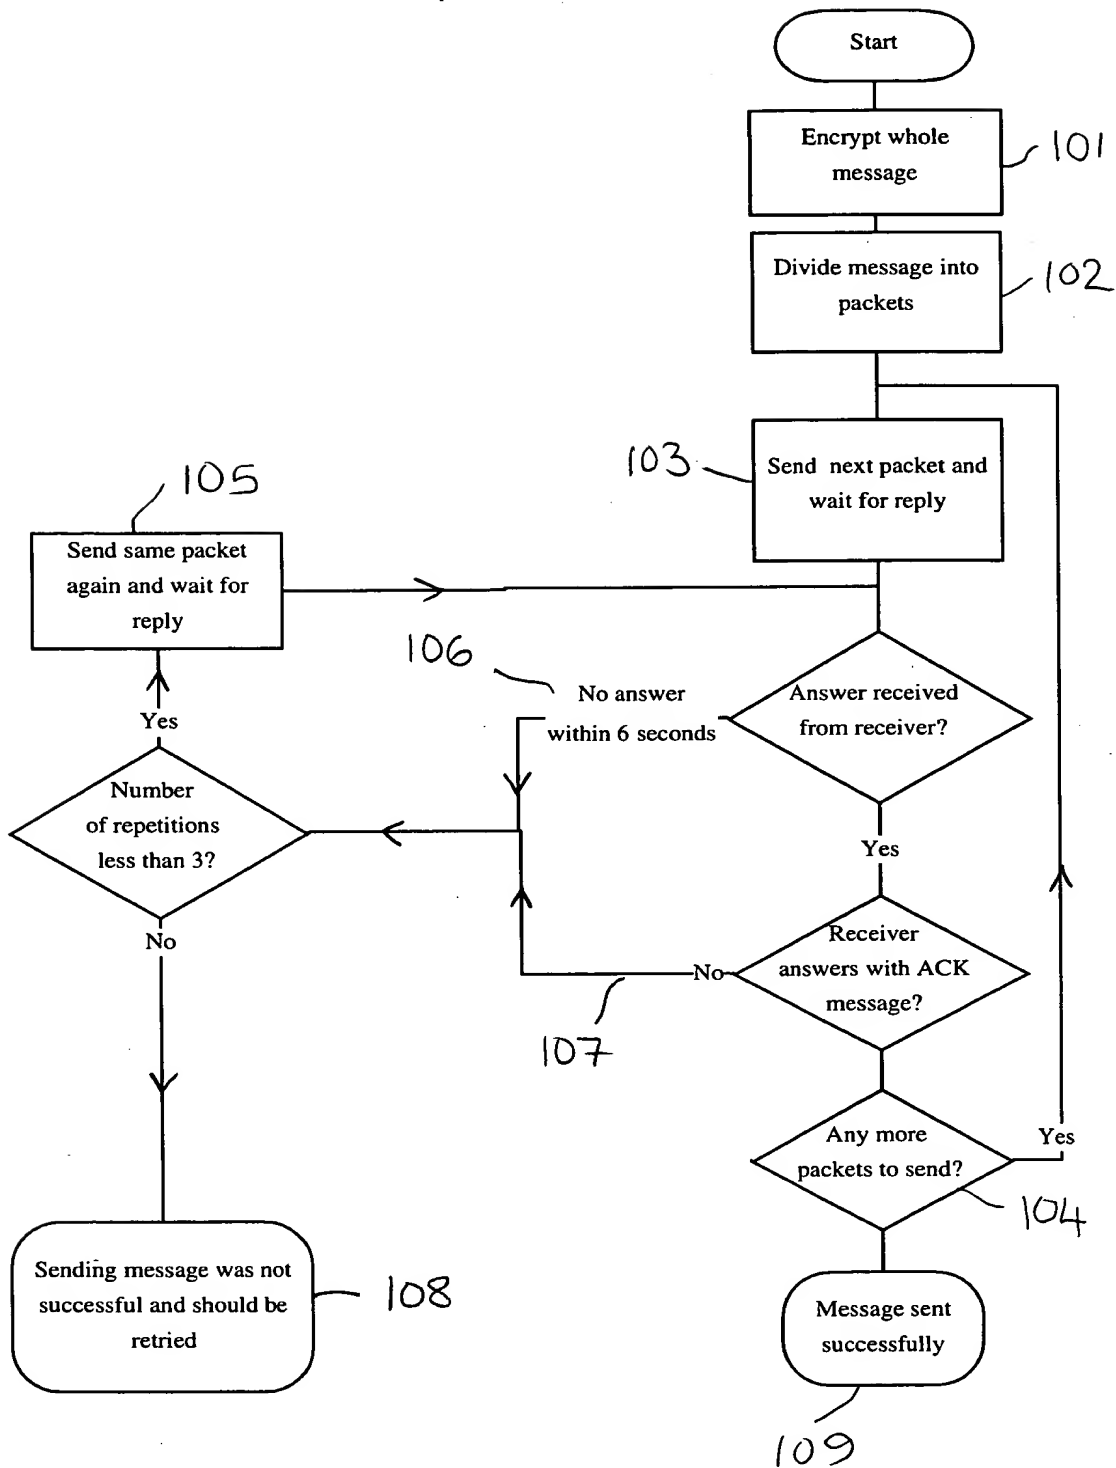 Start
Encrypt whole
message
101
Divide message into
packets
102
103
Send next packet and
wait for reply
105
Send same packet
again and wait for
reply
106
No answer
within 6 seconds
Answer received
from receiver?
Yes
Number
of repetitions
less than 3?
Yes
No
Receiver
answers with ACK
message?
No
107
Any more
packets to send?
Yes
104
Sending message was not
successful and should be
retried
108
Message sent
successfully
109